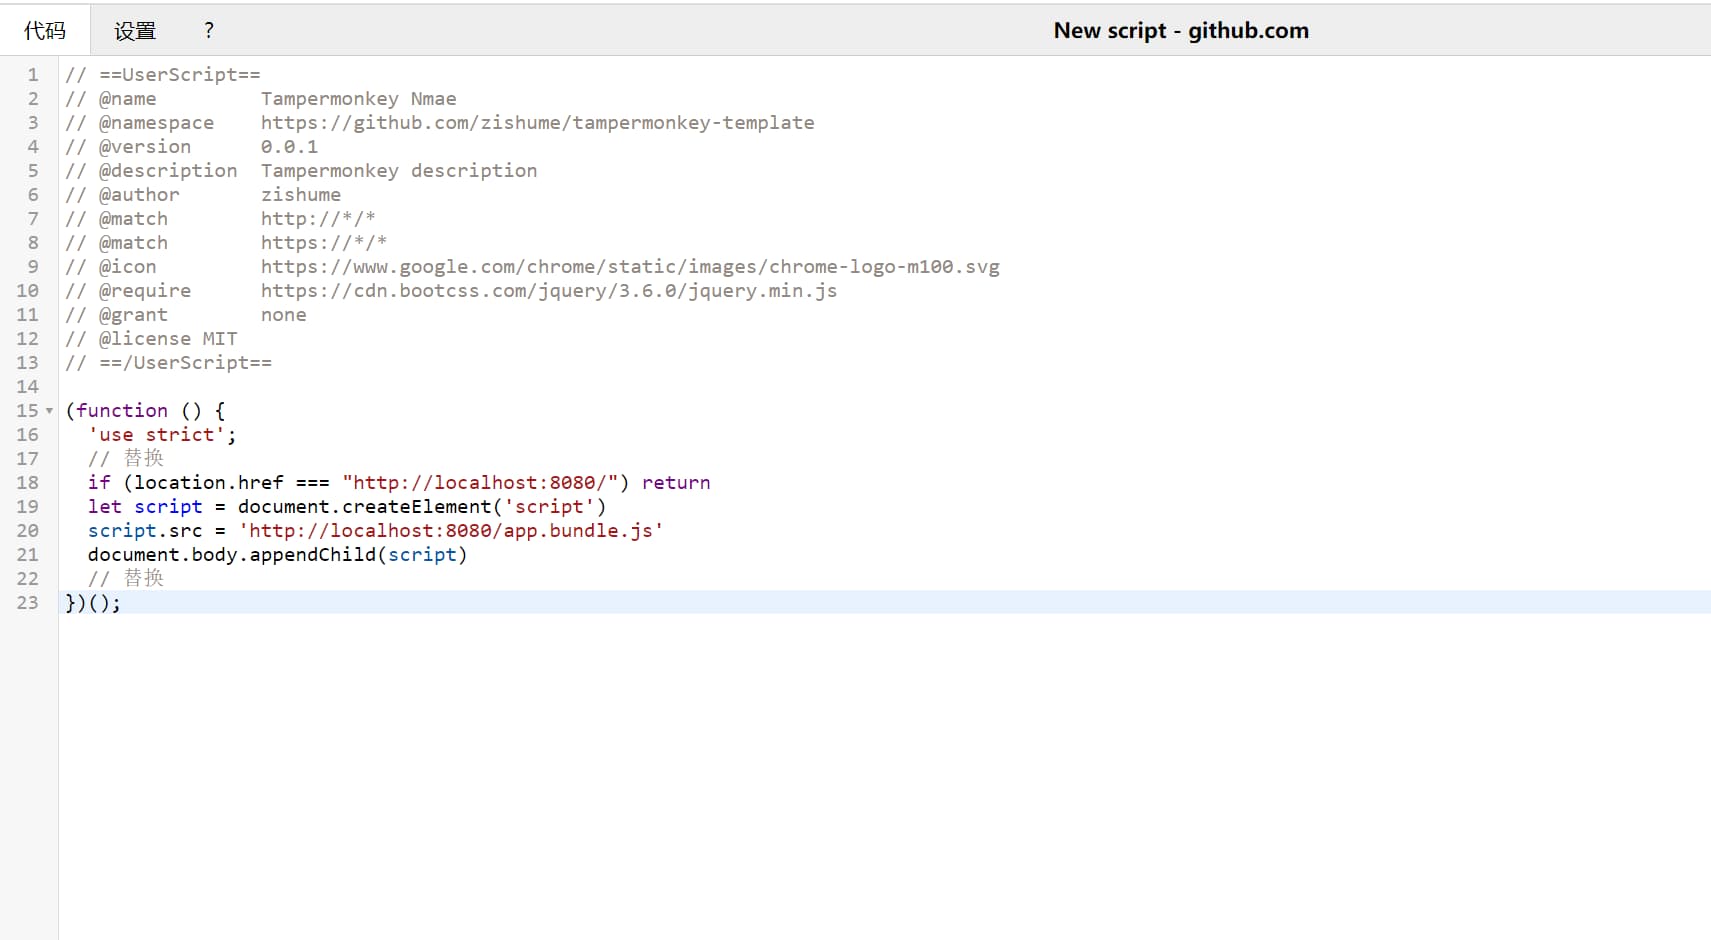 代码 设置 ? New script - github.com
1 // ==UserScript==
2 // @name Tampermonkey Nmae
3 // @namespace https://github.com/zishume/tampermonkey-template
4 // @version 0.0.1
5 // @description Tampermonkey description
6 // @author zishume
7 // @match http://*/*
8 // @match https://*/*
9 // @icon https://www.google.com/chrome/static/images/chrome-logo-m100.svg
10 // @require https://cdn.bootcss.com/jquery/3.6.0/jquery.min.js
11 // @grant none
12 // @license MIT
13 // ==/UserScript==
14
15 (function () {
16 'use strict';
17 // 替换
18 if (location.href === "http://localhost:8080/") return
19 let script = document.createElement('script')
20 script.src = 'http://localhost:8080/app.bundle.js'
21 document.body.appendChild(script)
22 // 替换
23 })();